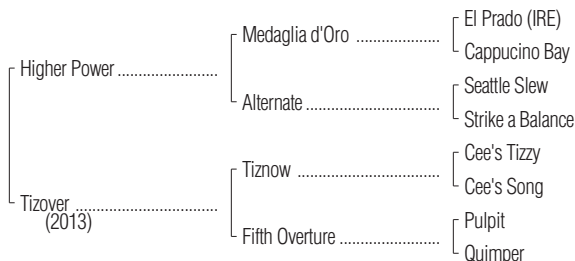 El Prado (IRE)
Medaglia d'Oro ....................
Cappucino Bay
Higher Power ........................
Seattle Slew
Alternate ................................
Strike a Balance
Cee's Tizzy
Tiznow ..................................
Cee's Song
Tizover ..................................
(2013)
Pulpit
Fifth Overture ........................
Quimper